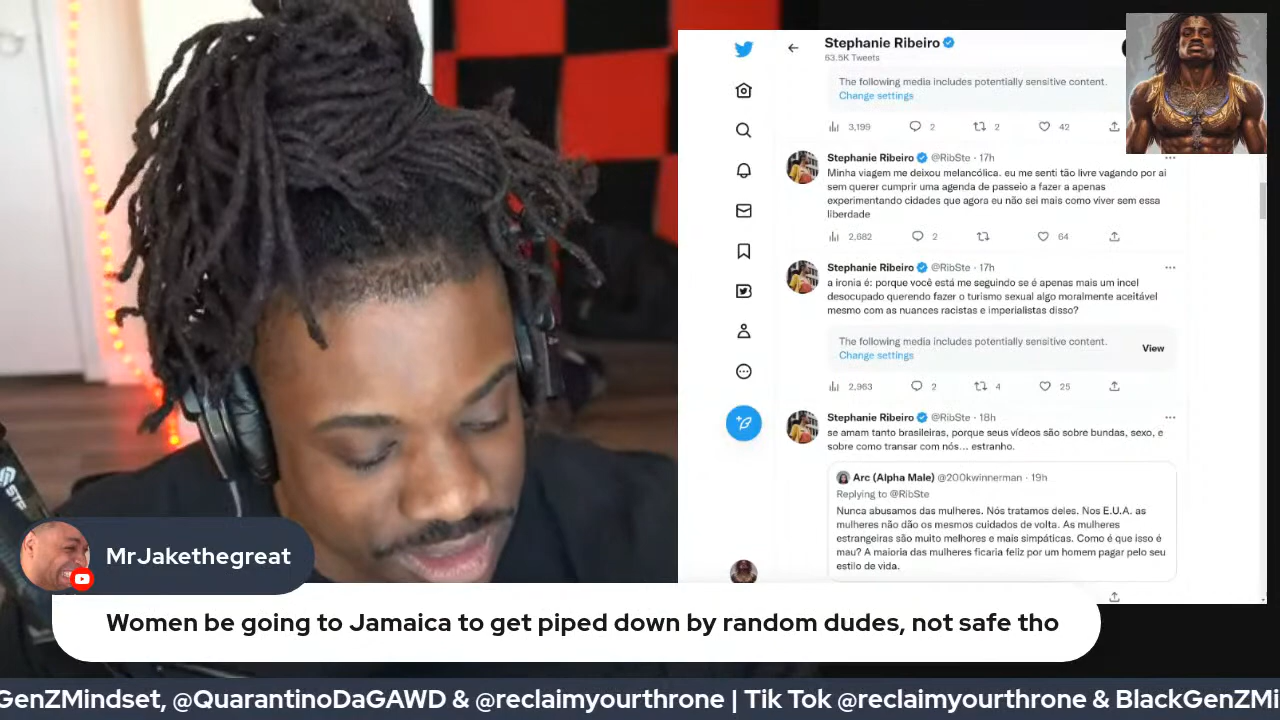 Stephanie Ribeiro
63.5K Tweets
The following media includes potentially sensitive content.
Change settings
3,199 2 2 42
Stephanie Ribeiro @RibSte · 17h
Minha viagem me deixou melancólica. eu me senti tão livre vagando por ai
sem querer cumprir uma agenda de passeio a fazer a apenas
experimentando cidades que agora eu não sei mais como viver sem essa
liberdade
2,682 2 64
Stephanie Ribeiro @RibSte · 17h
a ironia é: porque você está me seguindo se é apenas mais um incel
desocupado querendo fazer o turismo sexual algo moralmente aceitável
mesmo com as nuances racistas e imperialistas disso?
The following media includes potentially sensitive content.
Change settings
View
2,963 2 4 25
Stephanie Ribeiro @RibSte · 18h
se amam tanto brasileiras, porque seus vídeos são sobre bundas, sexo, e
sobre como transar com nós... estranho.
Arc (Alpha Male) @200kwinnerman · 19h
Replying to @RibSte
Nunca abusamos das mulheres. Nós tratamos deles. Nos E.U.A. as
mulheres não dão os mesmos cuidados de volta. As mulheres
estrangeiras são muito melhores e mais simpáticas. Como é que isso é
mau? A maioria das mulheres ficaria feliz por um homem pagar pelo seu
estilo de vida.
MrJakethegreat
Women be going to Jamaica to get piped down by random dudes, not safe tho
GenZMindset, @QuarantinoDaGAWD & @reclaimyourthrone | Tik Tok @reclaimyourthrone & BlackGenZMi